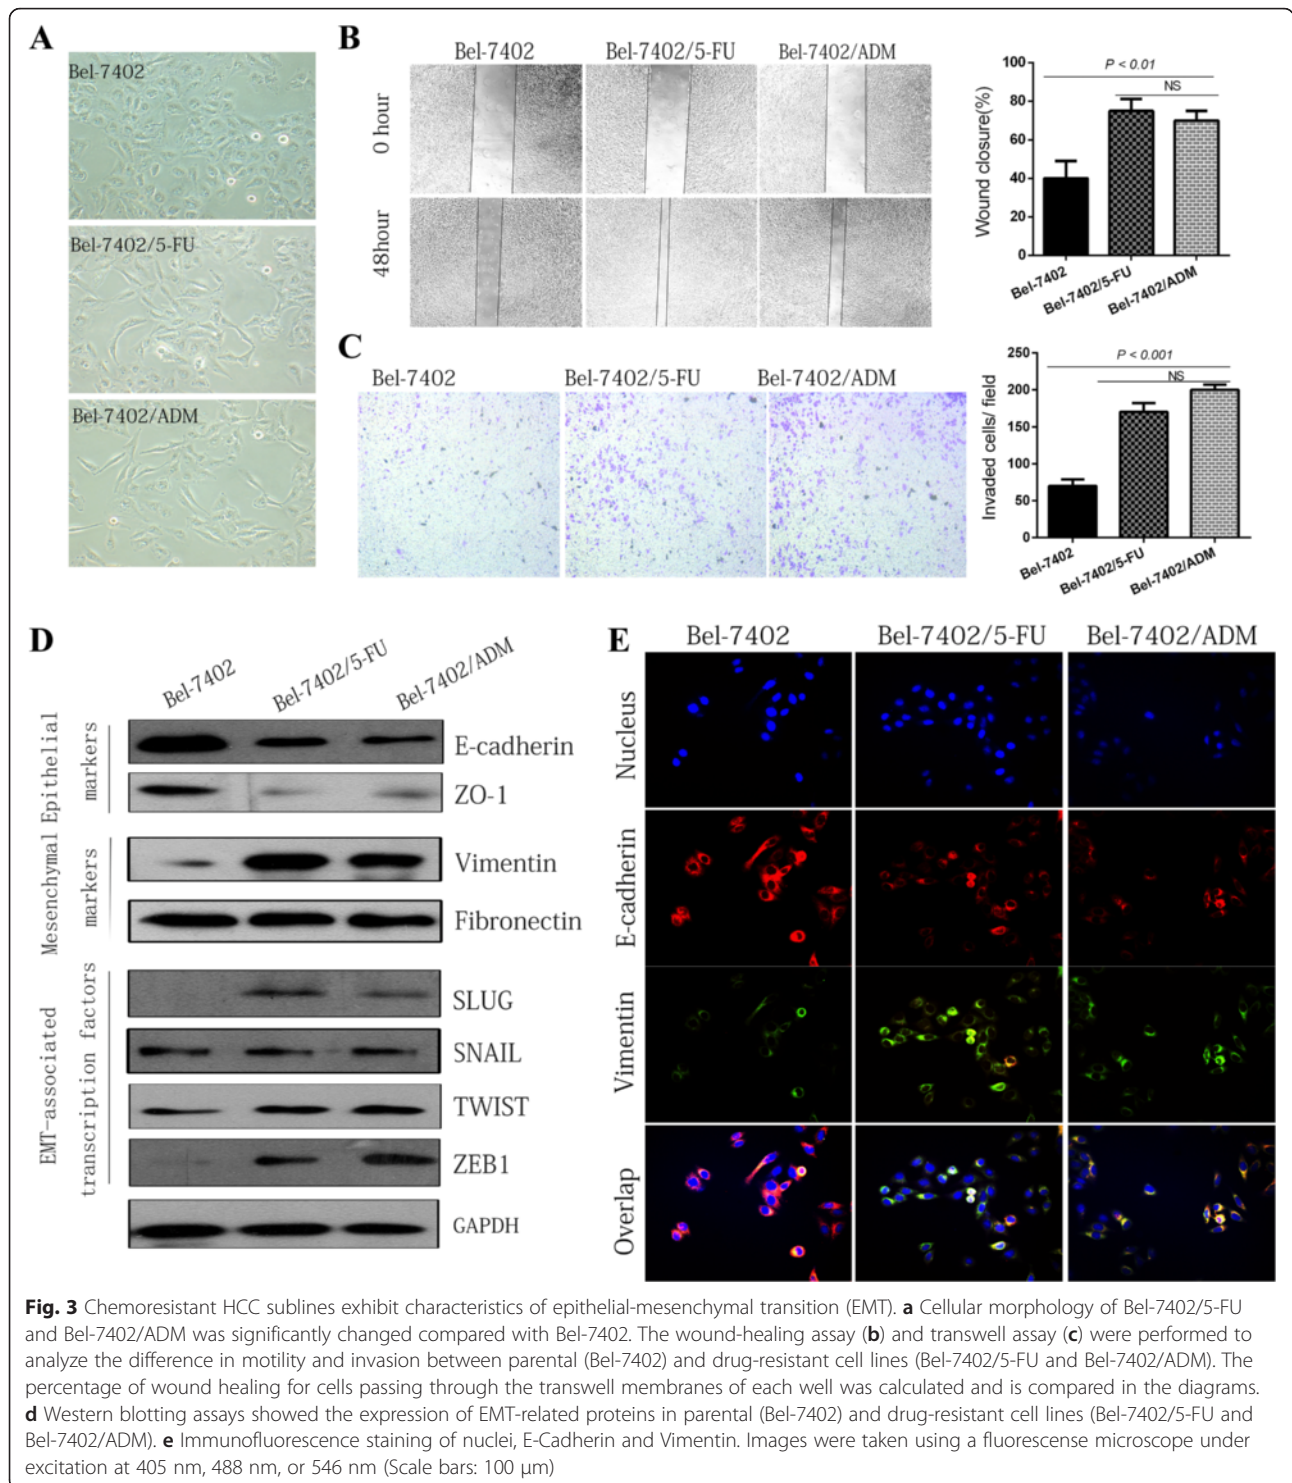 A
Bel-7402
Bel-7402/5-FU
Bel-7402/ADM
B
Bel-7402 Bel-7402/5-FU Bel-7402/ADM
0 hour
48hour
P < 0.01
NS
Wound closure(%)
100
80
60
40
20
0
Bel-7402
Bel-7402/5-FU
Bel-7402/ADM
C
Bel-7402 Bel-7402/5-FU Bel-7402/ADM
P < 0.001
NS
Invaded cells/ field
250
200
150
100
50
0
Bel-7402
Bel-7402/5-FU
Bel-7402/ADM
D
Bel-7402
Bel-7402/5-FU
Bel-7402/ADM
Epithelial
markers
E-cadherin
ZO-1
Mesenchymal
markers
Vimentin
Fibronectin
EMT-associated
transcription factors
SLUG
SNAIL
TWIST
ZEB1
GAPDH
E
Bel-7402 Bel-7402/5-FU Bel-7402/ADM
Nucleus
E-cadherin
Vimentin
Overlap
Fig. 3 Chemoresistant HCC sublines exhibit characteristics of epithelial-mesenchymal transition (EMT). a Cellular morphology of Bel-7402/5-FU
and Bel-7402/ADM was significantly changed compared with Bel-7402. The wound-healing assay (b) and transwell assay (c) were performed to
analyze the difference in motility and invasion between parental (Bel-7402) and drug-resistant cell lines (Bel-7402/5-FU and Bel-7402/ADM). The
percentage of wound healing for cells passing through the transwell membranes of each well was calculated and is compared in the diagrams.
d Western blotting assays showed the expression of EMT-related proteins in parental (Bel-7402) and drug-resistant cell lines (Bel-7402/5-FU and
Bel-7402/ADM). e Immunofluorescence staining of nuclei, E-Cadherin and Vimentin. Images were taken using a fluorescense microscope under
excitation at 405 nm, 488 nm, or 546 nm (Scale bars: 100 μm)